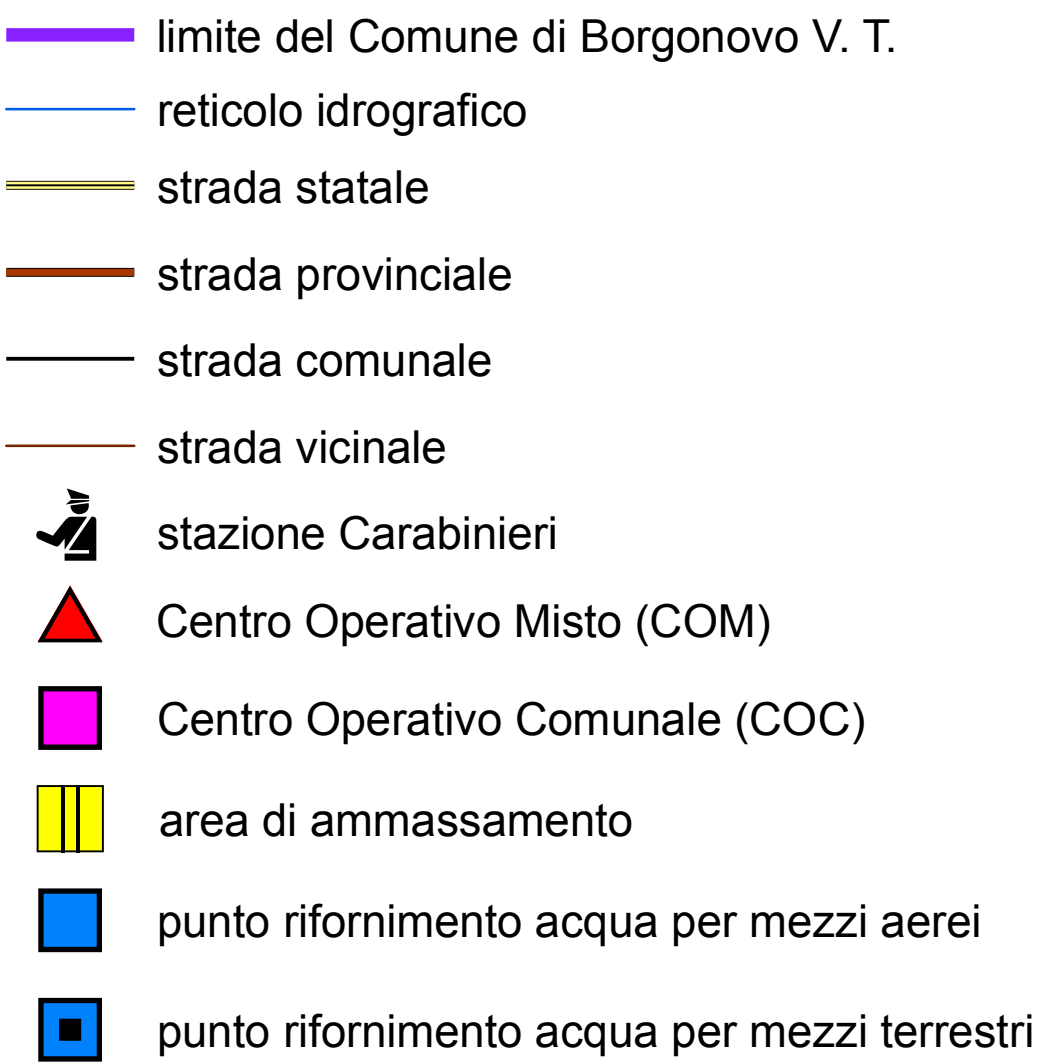 limite del Comune di Borgonovo V. T.
reticolo idrografico
strada statale
strada provinciale
strada comunale
strada vicinale
stazione Carabinieri
Centro Operativo Misto (COM)
Centro Operativo Comunale (COC)
area di ammassamento
punto rifornimento acqua per mezzi aerei
punto rifornimento acqua per mezzi terrestri